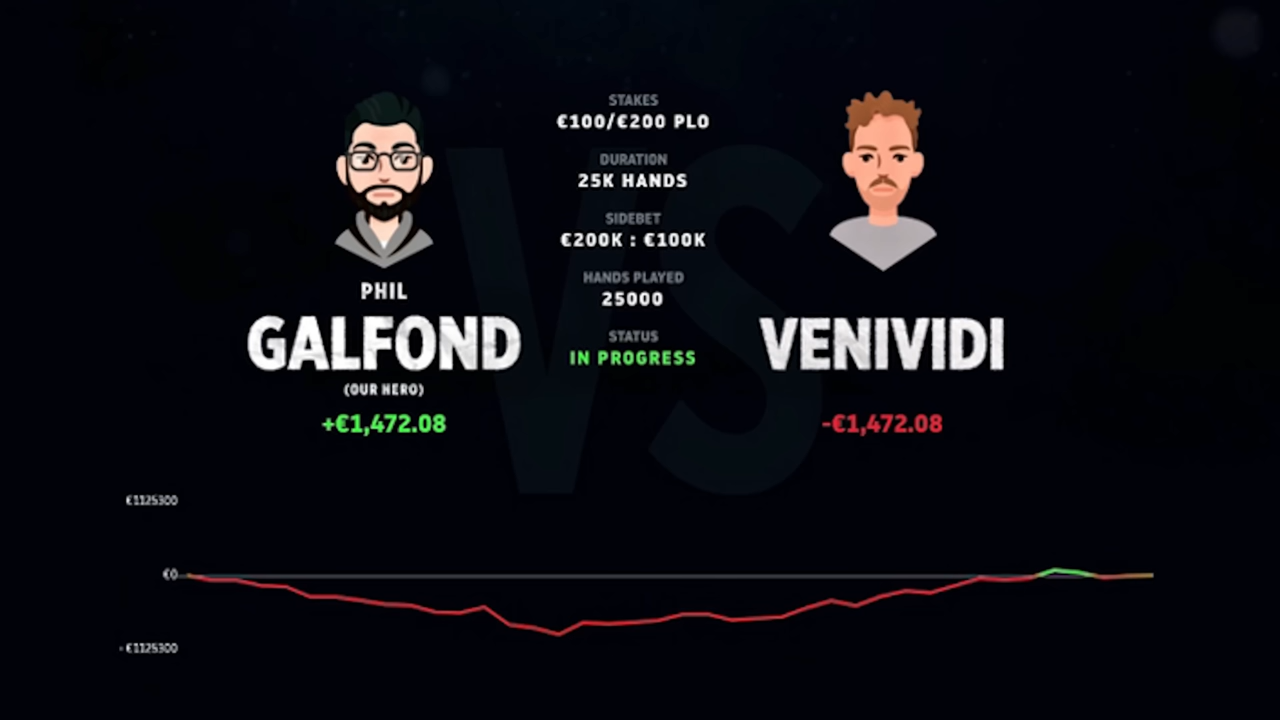 STAKES
€100/€200 PLO
DURATION
25K HANDS
SIDEBET
€200K : €100K
HANDS PLAYED
25000
STATUS
IN PROGRESS
PHIL
GALFOND
(OUR HERO)
+€1,472.08
VS
VENIVIDI
-€1,472.08
€1125300
€0
-€1125300